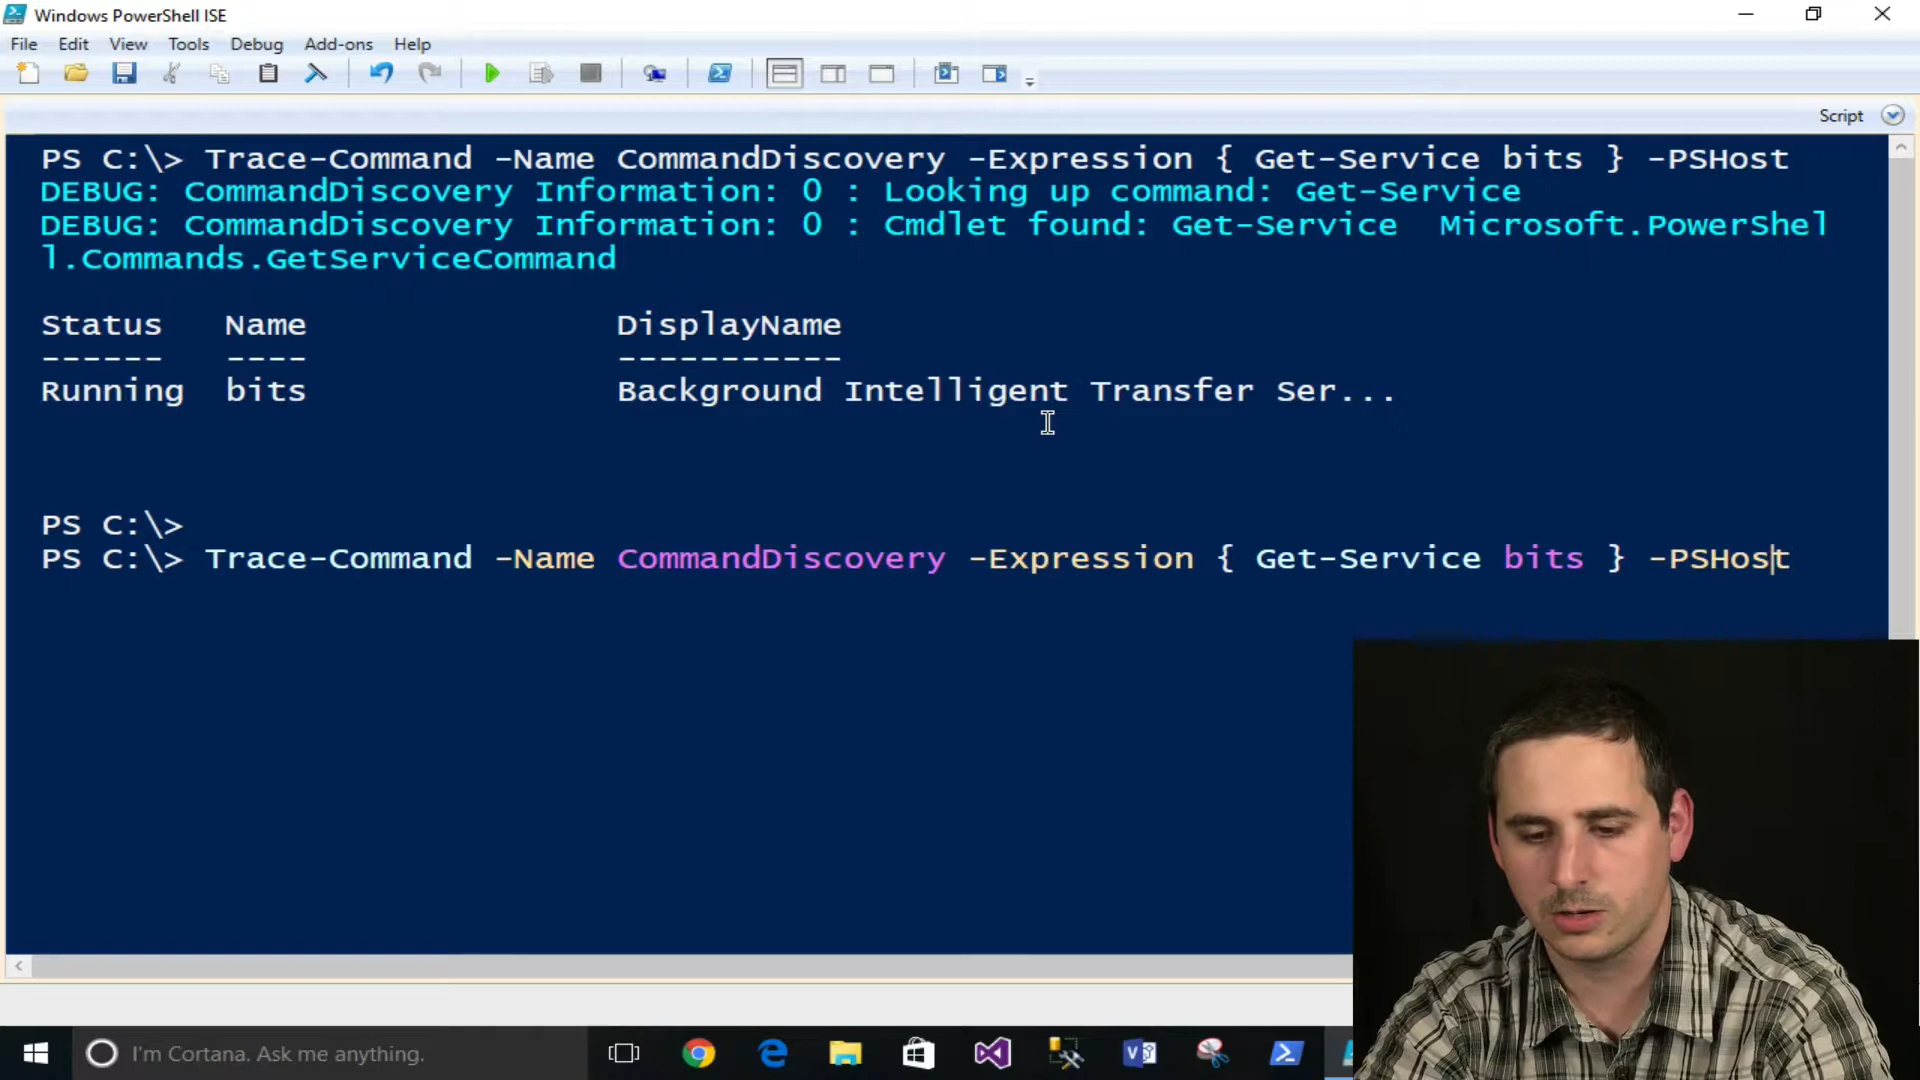 Windows PowerShell ISE
File Edit View Tools Debug Add-ons Help
Script
PS C:\> Trace-Command -Name CommandDiscovery -Expression { Get-Service bits } -PSHost
DEBUG: CommandDiscovery Information: 0 : Looking up command: Get-Service
DEBUG: CommandDiscovery Information: 0 : Cmdlet found: Get-Service  Microsoft.PowerShel
l.Commands.GetServiceCommand
Status   Name               DisplayName
------   ----               -----------
Running  bits               Background Intelligent Transfer Ser...
PS C:\>
PS C:\> Trace-Command -Name CommandDiscovery -Expression { Get-Service bits } -PSHost
I'm Cortana. Ask me anything.